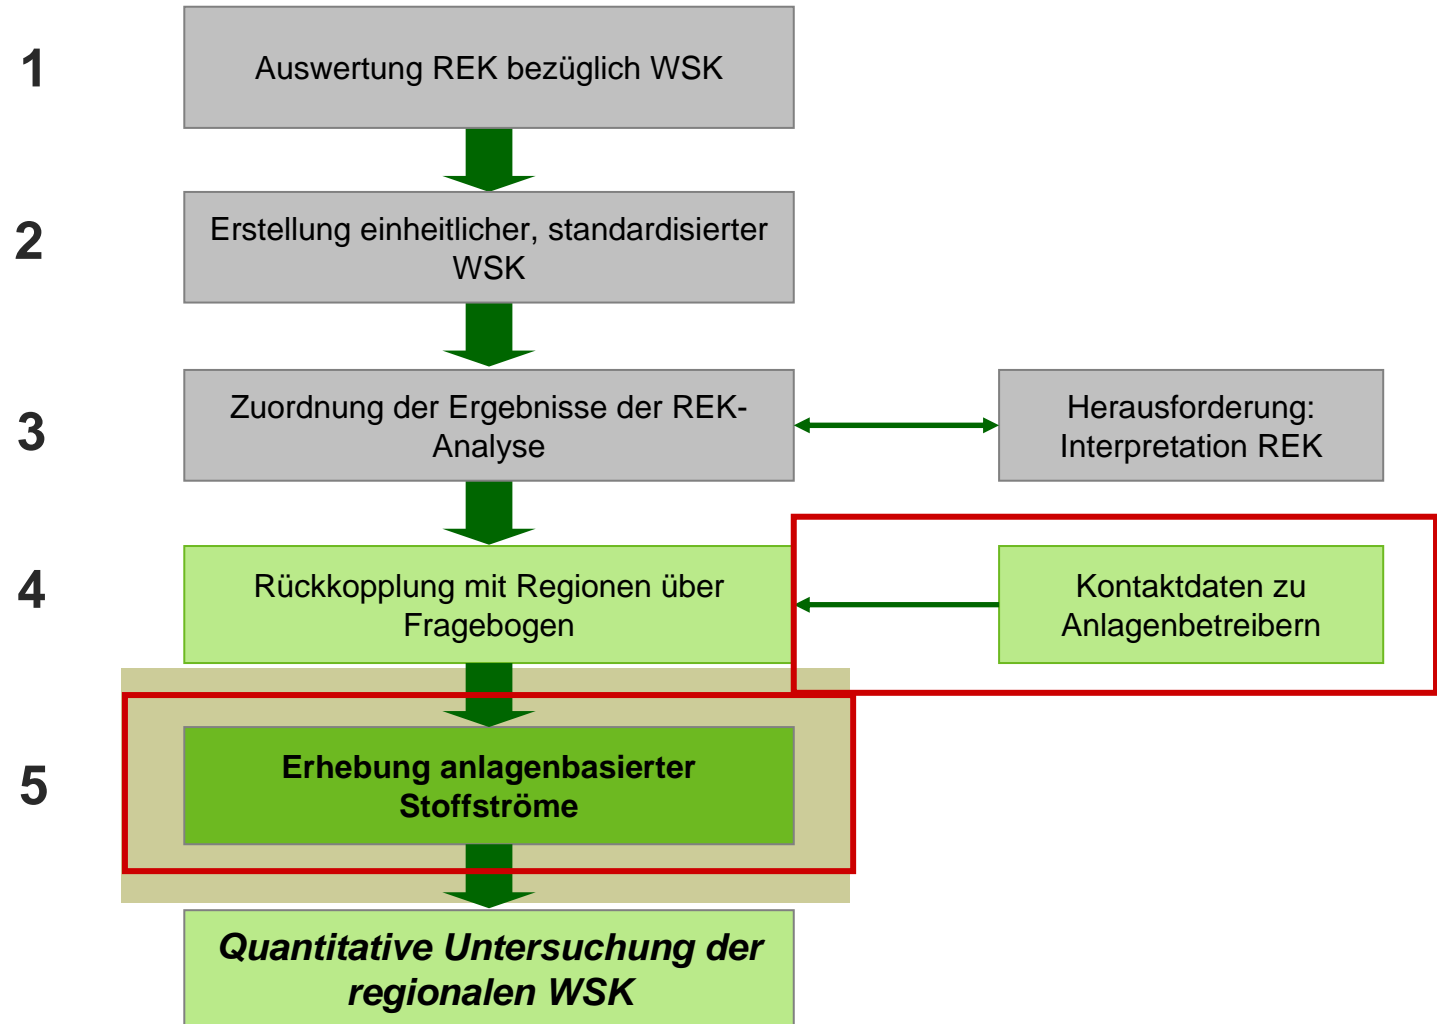 1
Auswertung REK bezüglich WSK
2
Erstellung einheitlicher, standardisierter
WSK
3
Zuordnung der Ergebnisse der REK-
Analyse
Herausforderung:
Interpretation REK
4
Rückkopplung mit Regionen über
Fragebogen
Kontaktdaten zu
Anlagenbetreibern
5
Erhebung anlagenbasierter
Stoffströme
Quantitative Untersuchung der
regionalen WSK